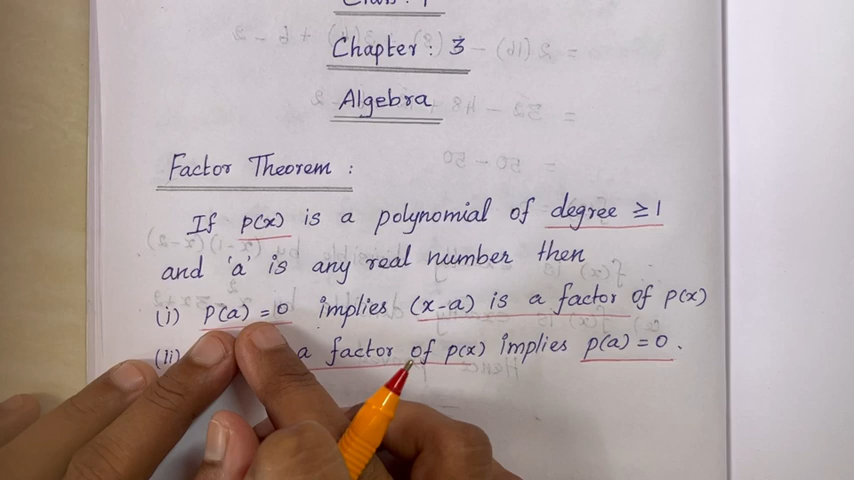 Chapter : 3
Algebra
Factor Theorem :
If p(x) is a polynomial of degree ≥ 1
and 'a' is any real number then
(i) p(a) = 0 implies (x-a) is a factor of p(x)
(ii) a factor of p(x) implies p(a) = 0.